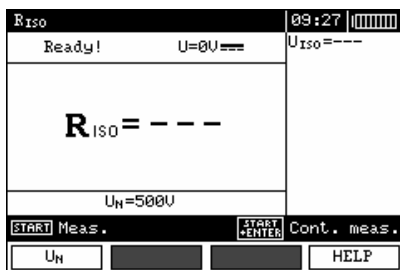 RISO 09:27
Ready! U=0V
UISO=---
RISO=---
UN=500V
START Meas. START +ENTER Cont. meas.
UN HELP